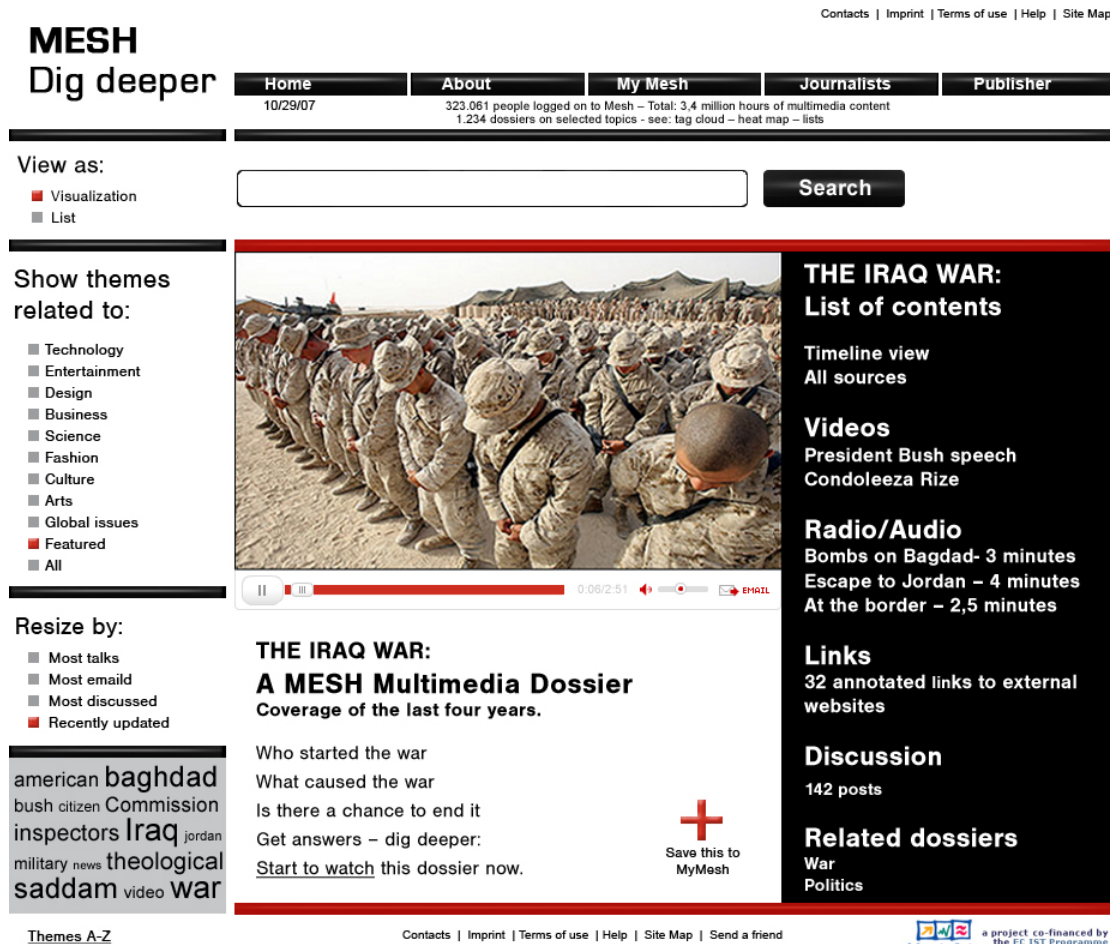 Contacts | Imprint | Terms of use | Help | Site Map
MESH
Dig deeper
Home About My Mesh Journalists Publisher
10/29/07
323.061 people logged on to Mesh – Total: 3,4 million hours of multimedia content
1.234 dossiers on selected topics - see: tag cloud – heat map – lists
View as:
Visualization
List
Search
Show themes
related to:
Technology
Entertainment
Design
Business
Science
Fashion
Culture
Arts
Global issues
Featured
All
Resize by:
Most talks
Most emaild
Most discussed
Recently updated
american baghdad
bush citizen Commission
inspectors Iraq jordan
military news theological
saddam video war
Themes A-Z
0:06/2:51
EMAIL
THE IRAQ WAR:
A MESH Multimedia Dossier
Coverage of the last four years.
Who started the war
What caused the war
Is there a chance to end it
Get answers – dig deeper:
Start to watch this dossier now.
Save this to
MyMesh
THE IRAQ WAR:
List of contents
Timeline view
All sources
Videos
President Bush speech
Condoleeza Rize
Radio/Audio
Bombs on Bagdad- 3 minutes
Escape to Jordan – 4 minutes
At the border – 2,5 minutes
Links
32 annotated links to external
websites
Discussion
142 posts
Related dossiers
War
Politics
Contacts | Imprint | Terms of use | Help | Site Map | Send a friend
a project co-financed by
the EC IST Programme